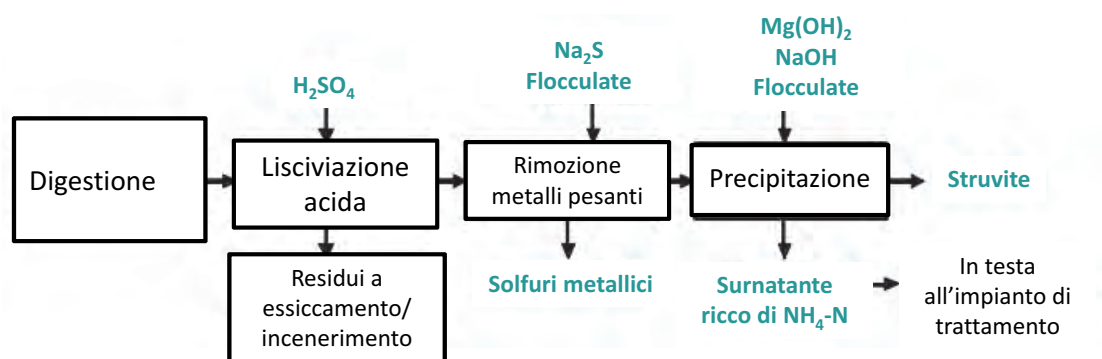 Mg(OH)₂
NaOH
Flocculate
Na₂S
Flocculate
H₂SO₄
Digestione
Lisciviazione
acida
Rimozione
metalli pesanti
Precipitazione
Struvite
Residui a
essiccamento/
incenerimento
Solfuri metallici
Surnatante
ricco di NH₄-N
In testa
all'impianto di
trattamento